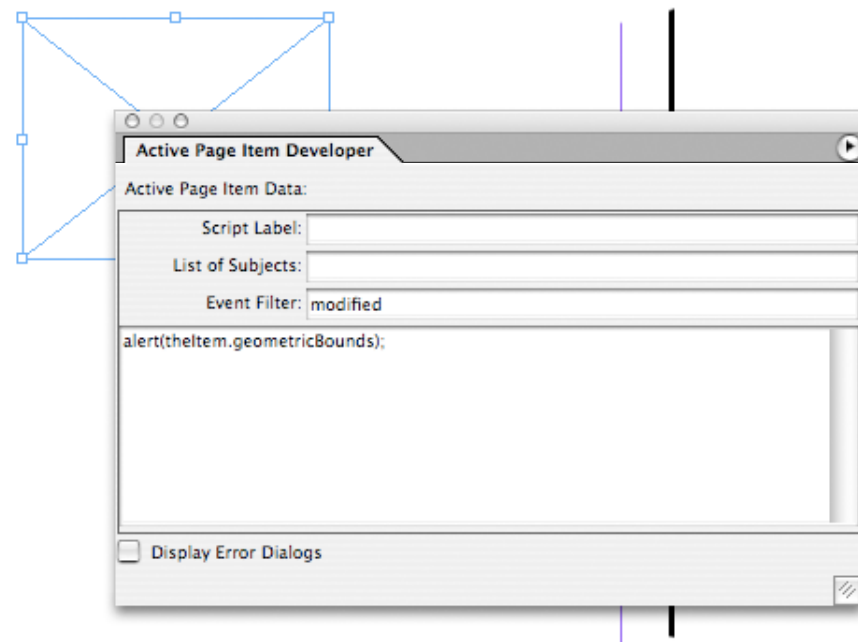 Active Page Item Developer
Active Page Item Data:
Script Label:
List of Subjects:
Event Filter: modified
alert(theItem.geometricBounds);
Display Error Dialogs